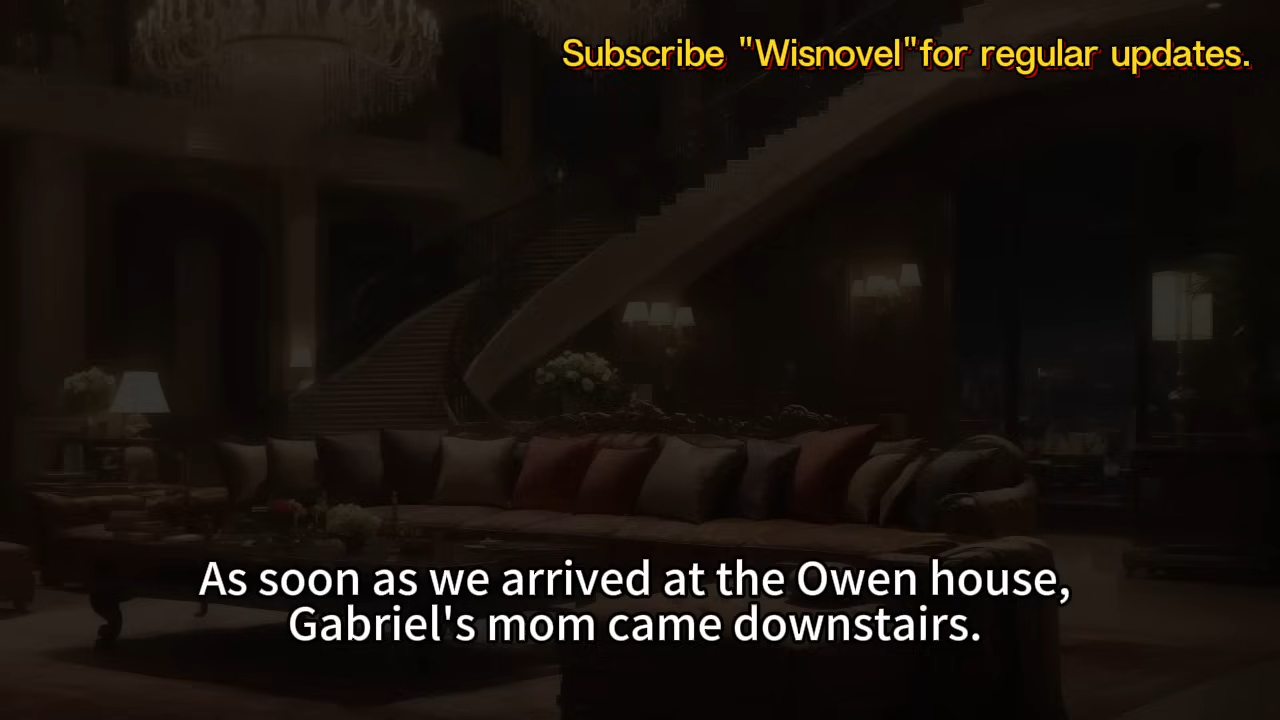 Subscribe "Wisnovel"for regular updates.
As soon as we arrived at the Owen house,
Gabriel's mom came downstairs.